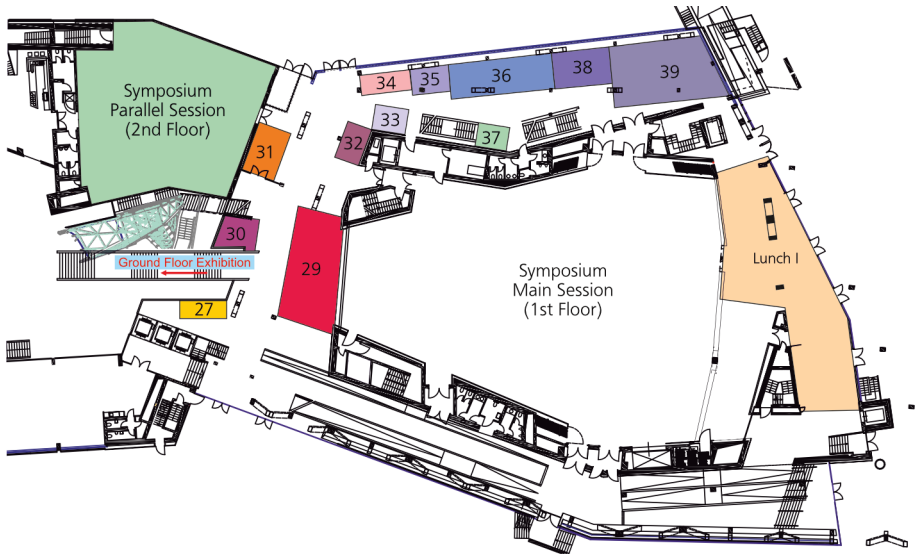 Symposium
Parallel Session
(2nd Floor)
34
35
36
38
39
33
32
37
31
30
Ground Floor Exhibition
29
27
Symposium
Main Session
(1st Floor)
Lunch I